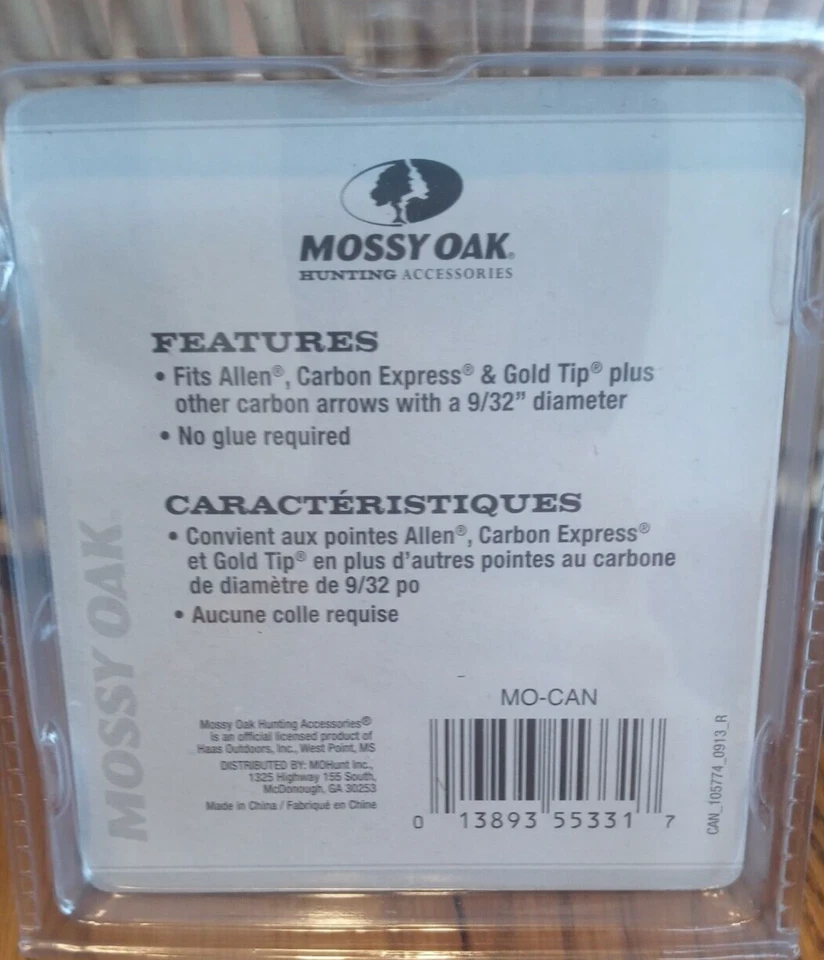 MOSSY OAK®
HUNTING ACCESSORIES
FEATURES
• Fits Allen®, Carbon Express® & Gold Tip® plus
other carbon arrows with a 9/32” diameter
• No glue required
CARACTÉRISTIQUES
• Convient aux pointes Allen®, Carbon Express®
et Gold Tip® en plus d’autres pointes au carbone
de diamètre de 9/32 po
• Aucune colle requise
MOSSY OAK
Mossy Oak Hunting Accessories®
is an official licensed product of
Haas Outdoors, Inc., West Point, MS
DISTRIBUTED BY: MOHunt Inc.,
1325 Highway 155 South,
McDonough, GA 30253
Made in China / Fabriqué en Chine
MO-CAN
0 13893 55331 7
CAN_105774_0913_R